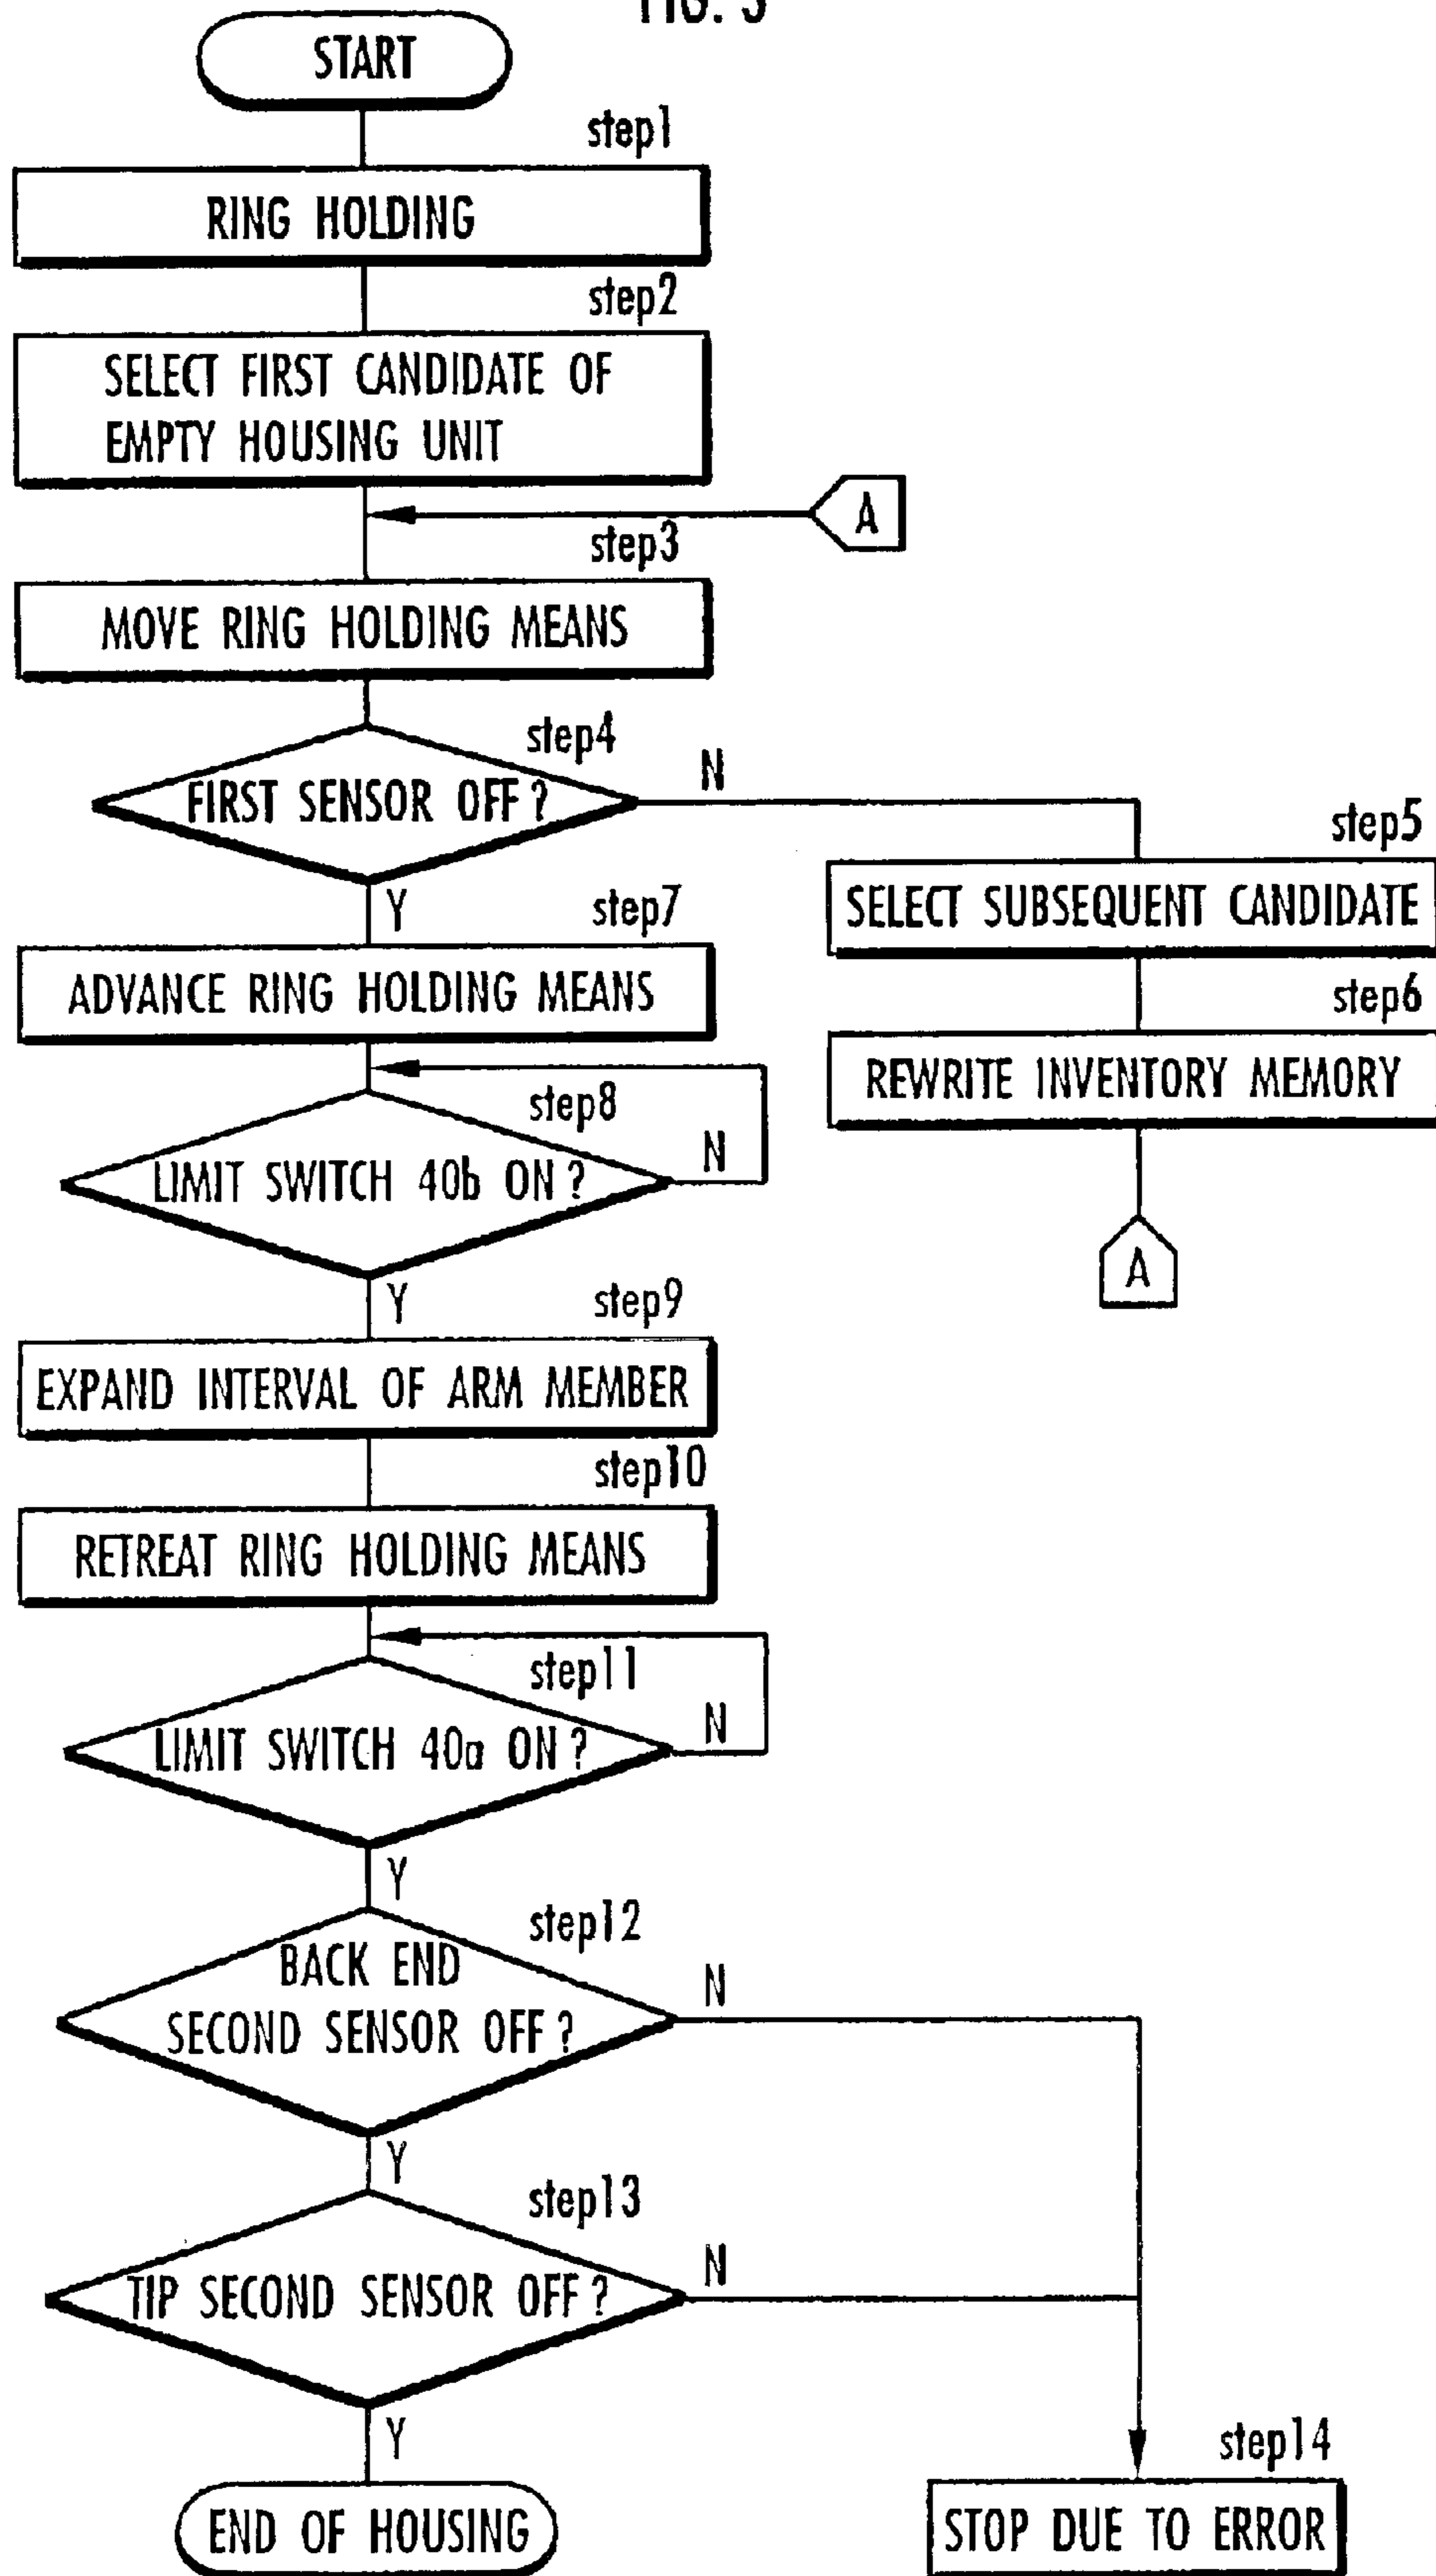 FIG. 3
START
step1
RING HOLDING
step2
SELECT FIRST CANDIDATE OF
EMPTY HOUSING UNIT
A
step3
MOVE RING HOLDING MEANS
step4
FIRST SENSOR OFF?
N
Y
step5
SELECT SUBSEQUENT CANDIDATE
step6
REWRITE INVENTORY MEMORY
A
step7
ADVANCE RING HOLDING MEANS
step8
LIMIT SWITCH 40b ON?
N
Y
step9
EXPAND INTERVAL OF ARM MEMBER
step10
RETREAT RING HOLDING MEANS
step11
LIMIT SWITCH 40a ON?
N
Y
step12
BACK END
SECOND SENSOR OFF?
N
Y
step13
TIP SECOND SENSOR OFF?
N
Y
END OF HOUSING
step14
STOP DUE TO ERROR